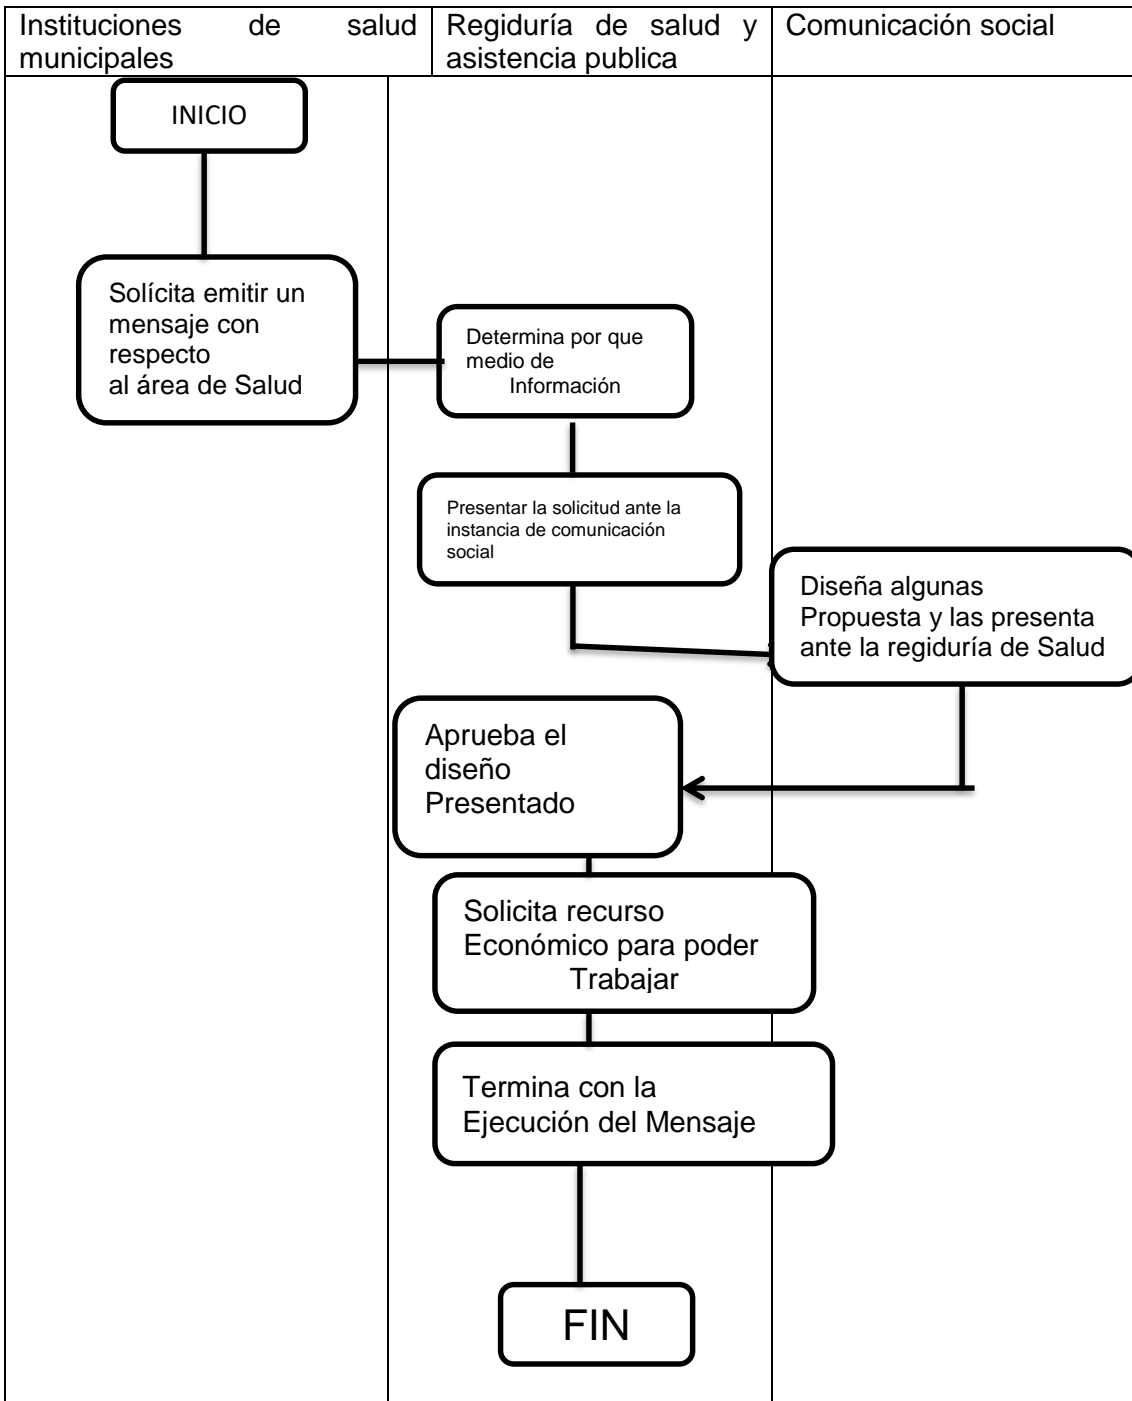 Instituciones de salud
municipales
Regiduría de salud y
asistencia publica
Comunicación social
INICIO
Solícita emitir un
mensaje con
respecto
al área de Salud
Determina por que
medio de
Información
Presentar la solicitud ante la
instancia de comunicación
social
Diseña algunas
Propuesta y las presenta
ante la regiduría de Salud
Aprueba el
diseño
Presentado
Solicita recurso
Económico para poder
Trabajar
Termina con la
Ejecución del Mensaje
FIN